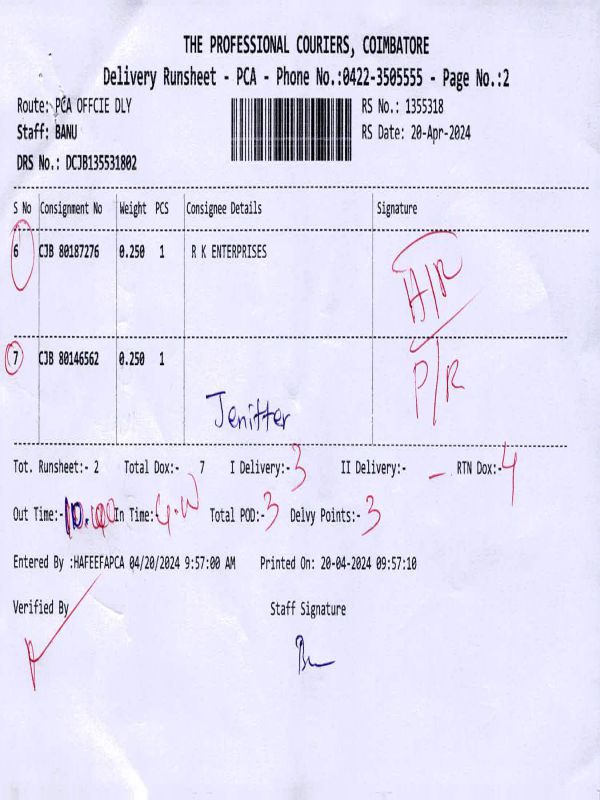 THE PROFESSIONAL COURIERS, COIMBATORE
Delivery Runsheet - PCA - Phone No.:0422-3505555 - Page No.:2
Route: PCA OFFCIE DLY RS No.: 1355318
Staff: BANU RS Date: 20-Apr-2024
DRS No.: DCJB135531802
S No Consignment No Weight PCS Consignee Details Signature
6 CJB 80187276 0.250 1 R K ENTERPRISES A/R
7 CJB 80146562 0.250 1 P/R
Jenitter
Tot. Runsheet:- 2 Total Dox:- 7 I Delivery:-3 II Delivery:- - RTN Dox:-4
Out Time:-10.00 In Time: Total POD:-3 Delvy Points:-3
Entered By :HAFEEFAPCA 04/20/2024 9:57:00 AM Printed On: 20-04-2024 09:57:10
Verified By Staff Signature